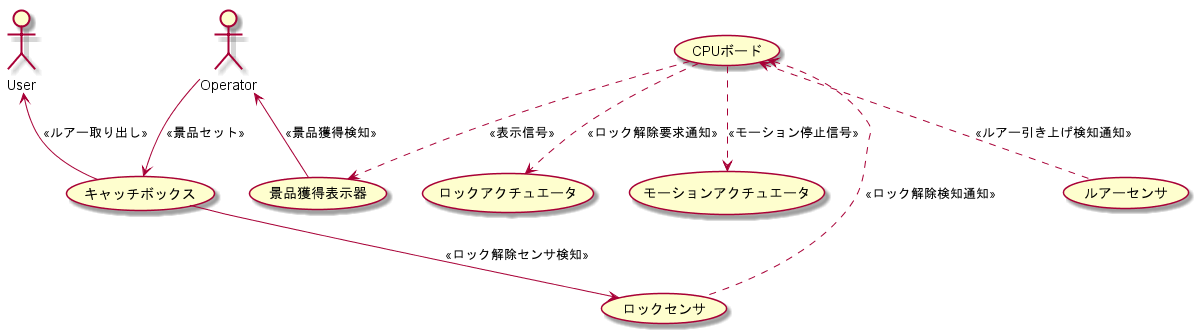 CPUボード
User
Operator
《ルアー取り出し》
《景品セット》
《景品獲得検知》
《表示信号》
《ロック解除要求通知》
《モーション停止信号》
《ルアー引き上げ検知通知》
キャッチボックス
景品獲得表示器
ロックアクチュエータ
モーションアクチュエータ
《ロック解除検知通知》
ルアーセンサ
《ロック解除センサ検知》
ロックセンサ